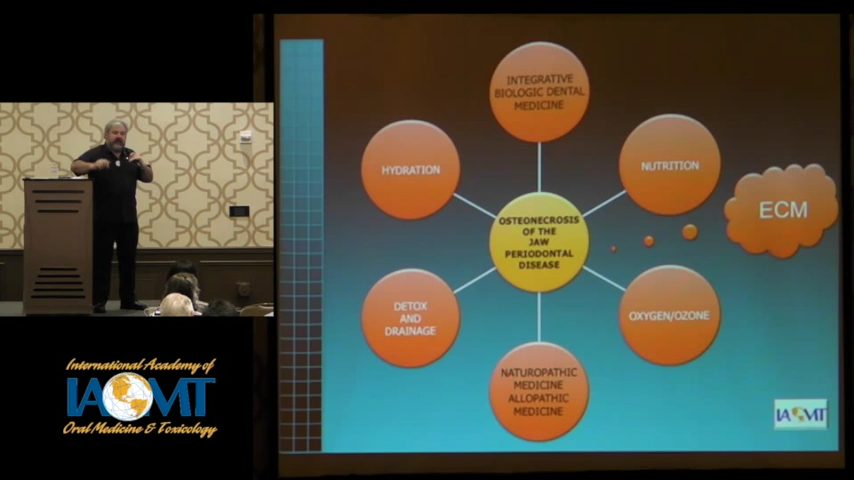 International Academy of
IAOMT
Oral Medicine & Toxicology
INTEGRATIVE
BIOLOGIC DENTAL
MEDICINE
HYDRATION
NUTRITION
ECM
OSTEONECROSIS
OF THE
JAW
PERIODONTAL
DISEASE
DETOX
AND
DRAINAGE
OXYGEN/OZONE
NATUROPATHIC
MEDICINE
ALLOPATHIC
MEDICINE
IAOMT